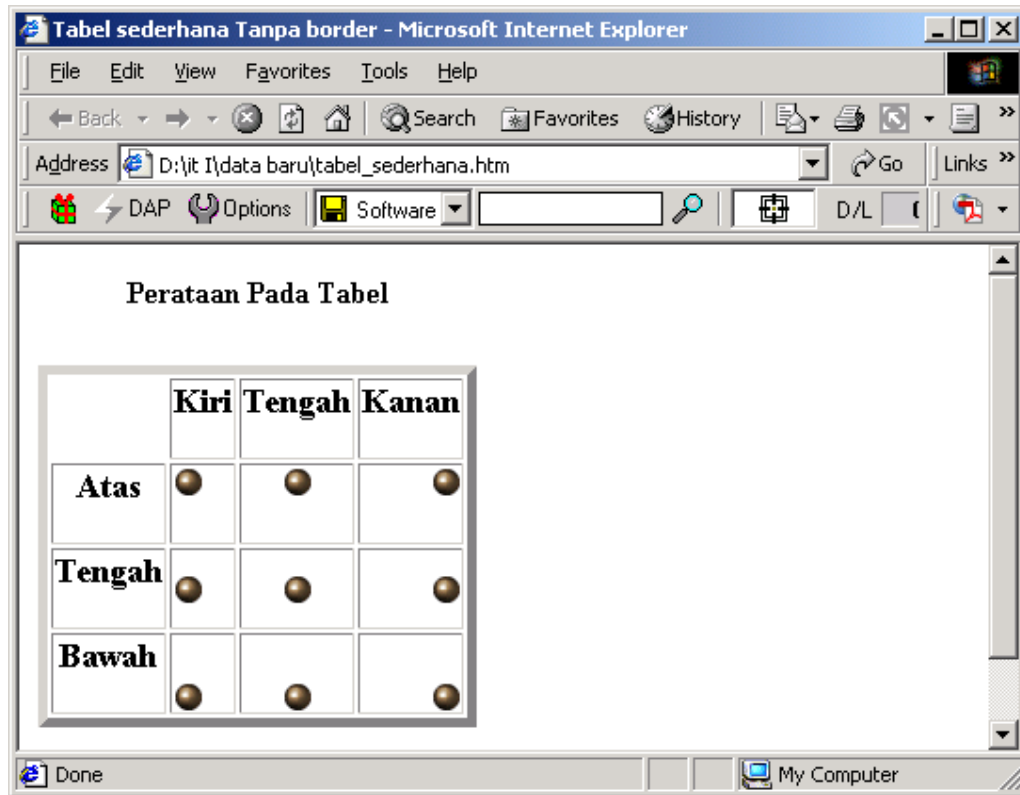 Tabel sederhana Tanpa border - Microsoft Internet Explorer
File Edit View Favorites Tools Help
Back Search Favorites History »
Address D:\it I\data baru\tabel_sederhana.htm Go Links »
DAP Options Software D/L
Perataan Pada Tabel
Kiri Tengah Kanan
Atas
Tengah
Bawah
Done My Computer